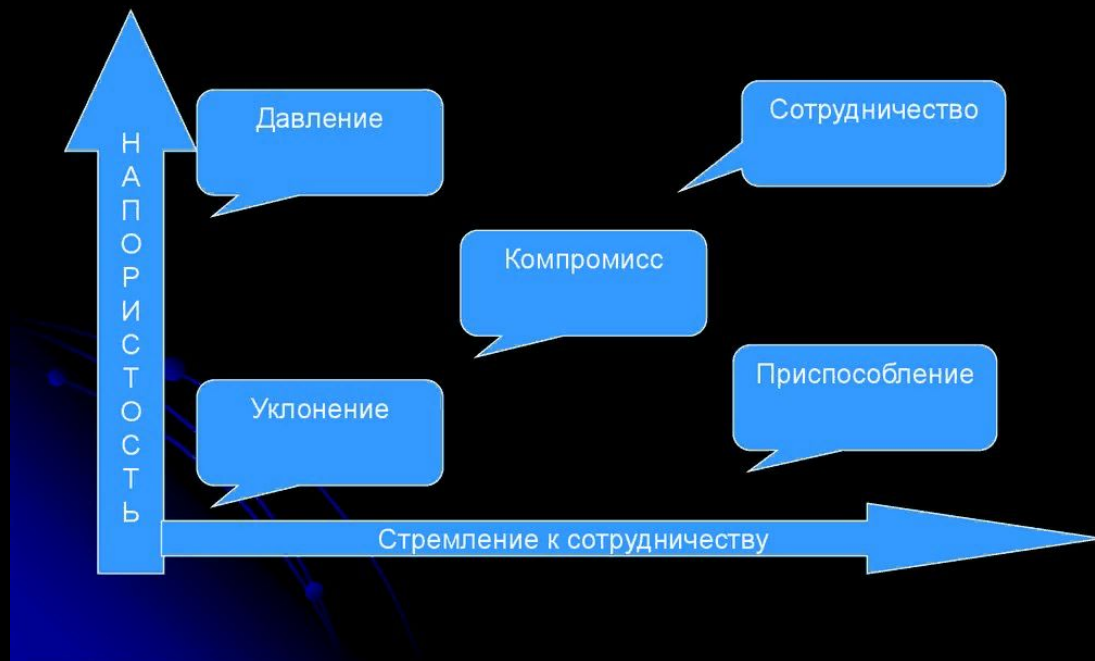 НАПОРИСТОСТЬ
Давление
Сотрудничество
Компромисс
Уклонение
Приспособление
Стремление к сотрудничеству